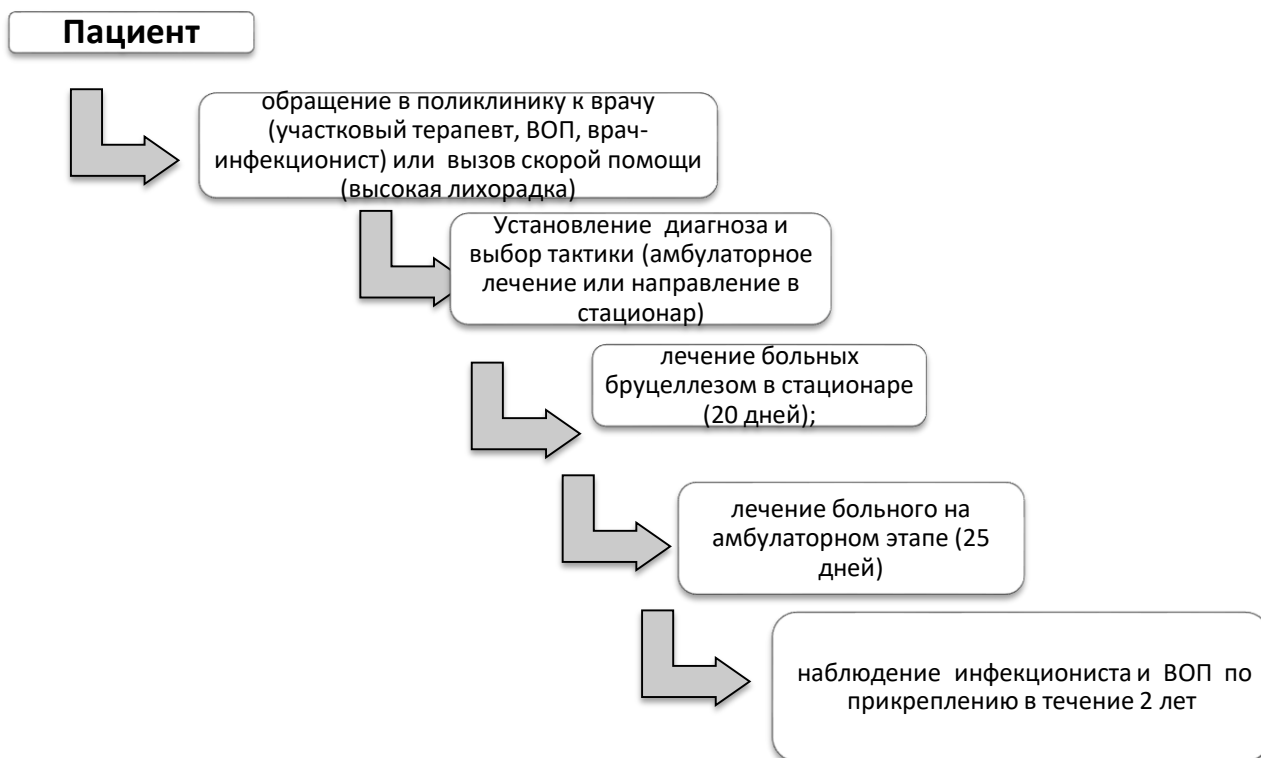 Пациент
обращение в поликлинику к врачу
(участковый терапевт, ВОП, врач-
инфекционист) или вызов скорой помощи
(высокая лихорадка)
Установление диагноза и
выбор тактики (амбулаторное
лечение или направление в
стационар)
лечение больных
бруцеллезом в стационаре
(20 дней);
лечение больного на
амбулаторном этапе (25
дней)
наблюдение инфекциониста и ВОП по
прикреплению в течение 2 лет